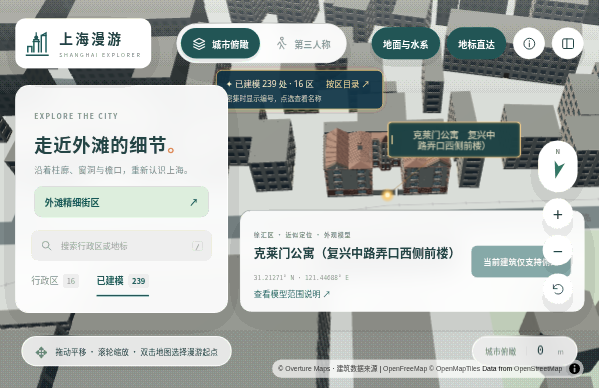 上海漫游
SHANGHAI EXPLORER
城市俯瞰
第三人称
地面与水系
地标直达
✦ 已建模 239 处 · 16 区 按区目录 ↗
密集时显示编号，点选查看名称
EXPLORE THE CITY
走近外滩的细节。
沿着柱廊、窗洞与檐口，重新认识上海。
外滩精细街区 ↗
搜索行政区或地标 /
行政区 16
已建模 239
克莱门公寓（复兴中
路弄口西侧前楼）
N
徐汇区 · 近似定位 · 外观模型
克莱门公寓（复兴中路弄口西侧前楼）
31.21271° N · 121.44688° E
查看模型范围说明 ↗
当前建筑仅支持
拖动平移 · 滚轮缩放 · 双击地图选择漫游起点
城市俯瞰 0 m
© Overture Maps · 建筑数据来源 | OpenFreeMap © OpenMapTiles Data from OpenStreetMap